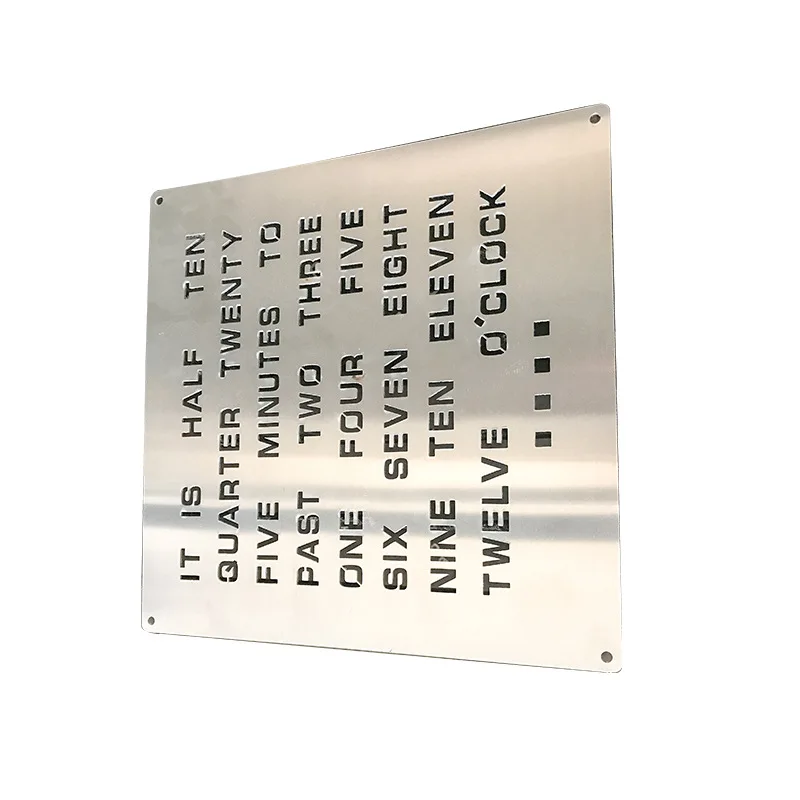 IT IS HALF TEN
QUARTER TWENTY
FIVE MINUTES TO
PAST TWO THREE
ONE FOUR FIVE
SIX SEVEN EIGHT
NINE TEN ELEVEN
TWELVE O'CLOCK